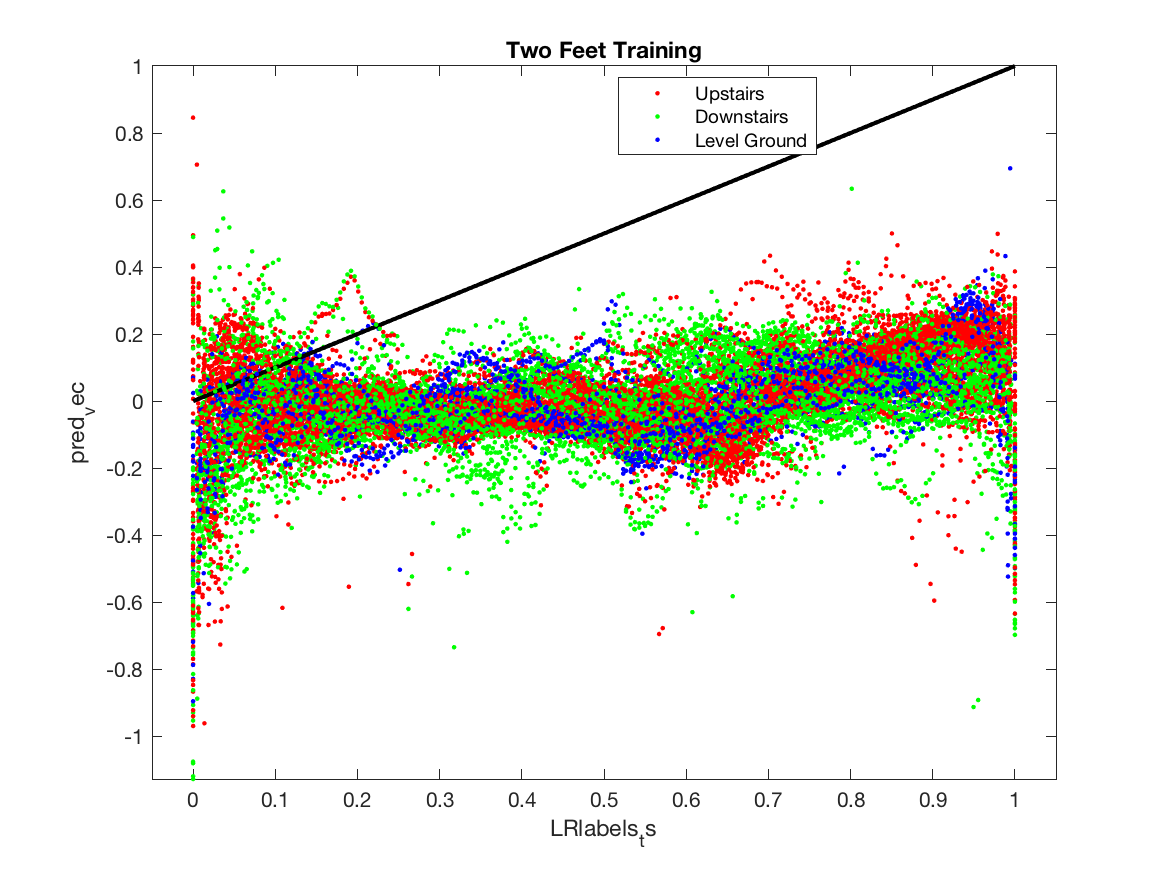 Two Feet Training
Upstairs
Downstairs
Level Ground
1
0.8
0.6
0.4
0.2
0
-0.2
-0.4
-0.6
-0.8
-1
pred_vec
0 0.1 0.2 0.3 0.4 0.5 0.6 0.7 0.8 0.9 1
LRlabels_ts